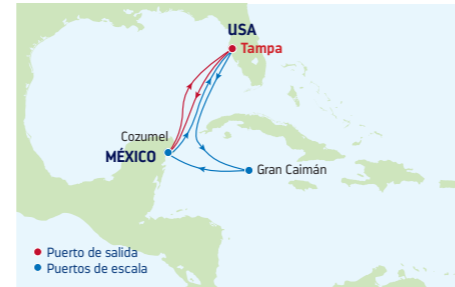 USA
Tampa
Cozumel
MÉXICO
Gran Caimán
Puerto de salida
Puertos de escala